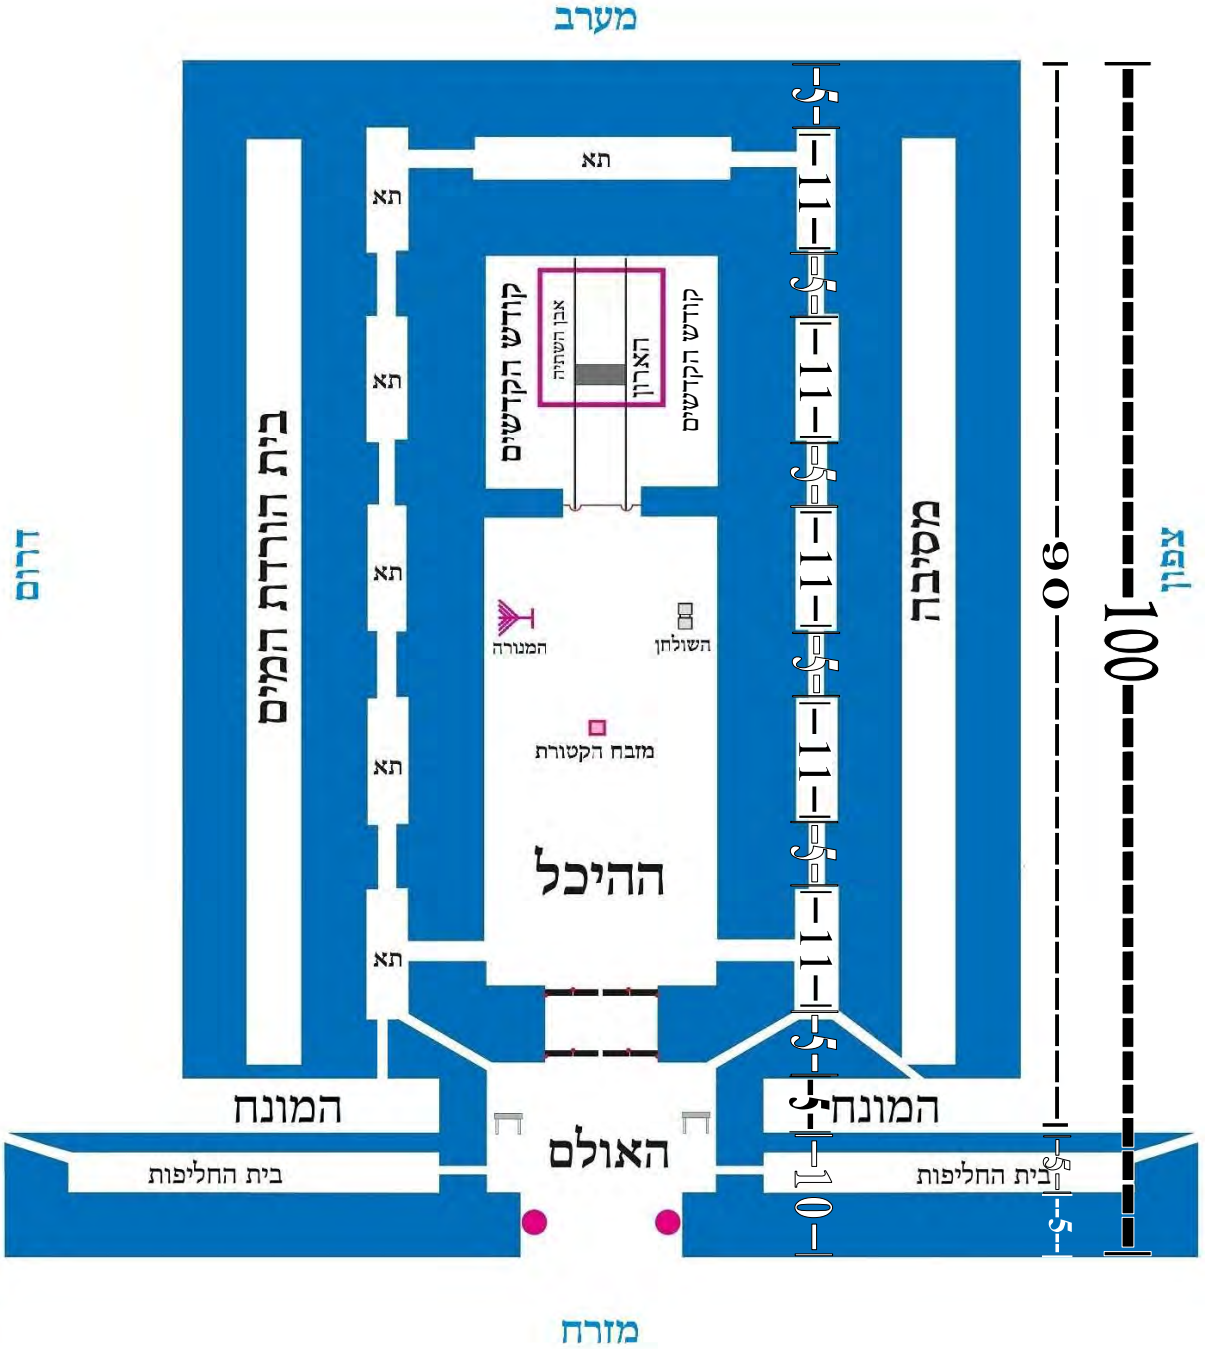 מערב
-5-
תא
תא
-11-
-5-
קודש הקדשים
אבן השתיה
הארון
קודש הקדשים
תא
-11-
-5-
בית הורדת המים
מסיבה
דרום
צפון
תא
-11-
90
100
המנורה
השולחן
-5-
מזבח הקטורת
תא
-11-
-5-
ההיכל
תא
-11-
-5-
המונח
-5-
המונח
האולם
בית החליפות
-10-
בית החליפות
-5-
-5-
מזרח